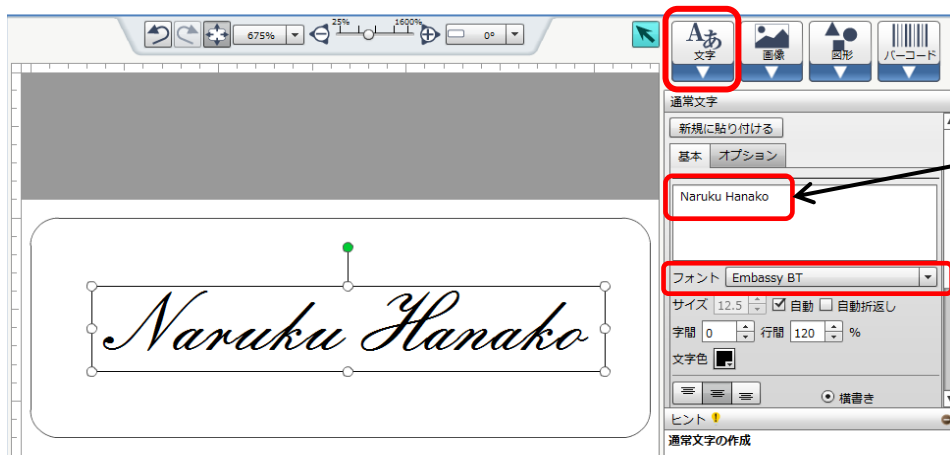 675%
25%
1600%
0°
Aあ
文字
画像
図形
バーコード
通常文字
新規に貼り付ける
基本 オプション
Naruku Hanako
フォント Embassy BT
サイズ 12.5 自動 自動折返し
字間 0 行間 120 %
文字色
横書き
ヒント
通常文字の作成
Naruku Hanako